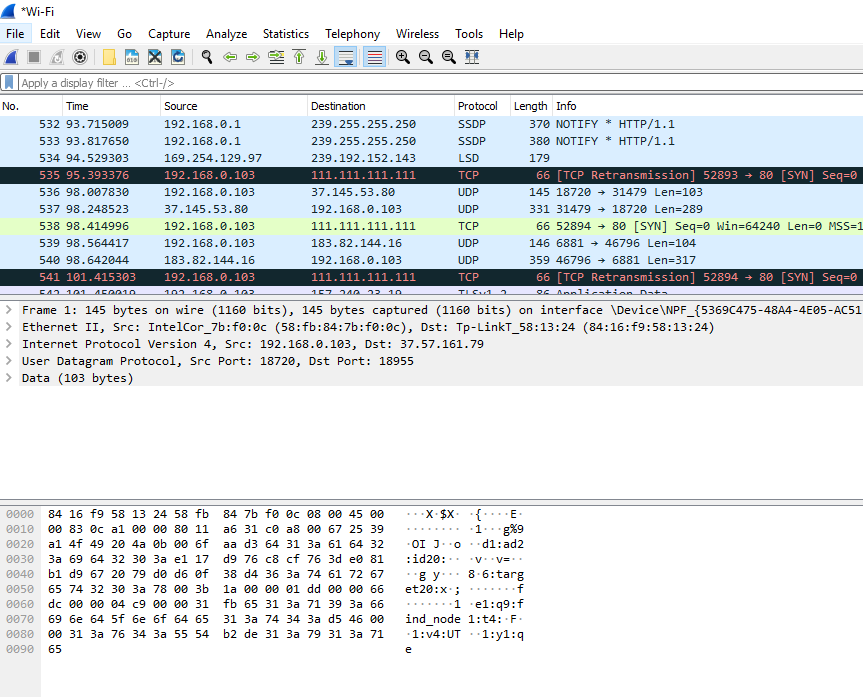 *Wi-Fi
File Edit View Go Capture Analyze Statistics Telephony Wireless Tools Help
Apply a display filter ... <Ctrl-/>
No. Time Source Destination Protocol Length Info
532 93.715009 192.168.0.1 239.255.255.250 SSDP 370 NOTIFY * HTTP/1.1
533 93.817650 192.168.0.1 239.255.255.250 SSDP 380 NOTIFY * HTTP/1.1
534 94.529303 169.254.129.97 239.192.152.143 LSD 179
535 95.393376 192.168.0.103 111.111.111.111 TCP 66 [TCP Retransmission] 52893 → 80 [SYN] Seq=0
536 98.007830 192.168.0.103 37.145.53.80 UDP 145 18720 → 31479 Len=103
537 98.248523 37.145.53.80 192.168.0.103 UDP 331 31479 → 18720 Len=289
538 98.414996 192.168.0.103 111.111.111.111 TCP 66 52894 → 80 [SYN] Seq=0 Win=64240 Len=0 MSS=1
539 98.564417 192.168.0.103 183.82.144.16 UDP 146 6881 → 46796 Len=104
540 98.642044 183.82.144.16 192.168.0.103 UDP 359 46796 → 6881 Len=317
541 101.415303 192.168.0.103 111.111.111.111 TCP 66 [TCP Retransmission] 52894 → 80 [SYN] Seq=0
Frame 1: 145 bytes on wire (1160 bits), 145 bytes captured (1160 bits) on interface \Device\NPF_{5369C475-48A4-4E05-AC51
Ethernet II, Src: IntelCor_7b:f0:0c (58:fb:84:7b:f0:0c), Dst: Tp-LinkT_58:13:24 (84:16:f9:58:13:24)
Internet Protocol Version 4, Src: 192.168.0.103, Dst: 37.57.161.79
User Datagram Protocol, Src Port: 18720, Dst Port: 18955
Data (103 bytes)
0000 84 16 f9 58 13 24 58 fb 84 7b f0 0c 08 00 45 00 ···X·$X· ·{····E·
0010 00 83 0c a1 00 00 80 11 a6 31 c0 a8 00 67 25 39 ········ ·1···g%9
0020 a1 4f 49 20 4a 0b 00 6f aa d3 64 31 3a 61 64 32 ·OI J··o ··d1:ad2
0030 3a 69 64 32 30 3a e1 17 d9 76 c8 cf 76 3d e0 81 :id20:·· ·v··v=··
0040 b1 d9 67 20 79 d0 d6 0f 38 d4 36 3a 74 61 72 67 ··g y··· 8·6:targ
0050 65 74 32 30 3a 78 00 3b 1a 00 00 01 dd 00 00 66 et20:x·; ·······f
0060 dc 00 00 04 c9 00 00 31 fb 65 31 3a 71 39 3a 66 ·······1 ·e1:q9:f
0070 69 6e 64 5f 6e 6f 64 65 31 3a 74 34 3a d5 46 00 ind_node 1:t4:·F·
0080 00 31 3a 76 34 3a 55 54 b2 de 31 3a 79 31 3a 71 ·1:v4:UT ··1:y1:q
0090 65 e